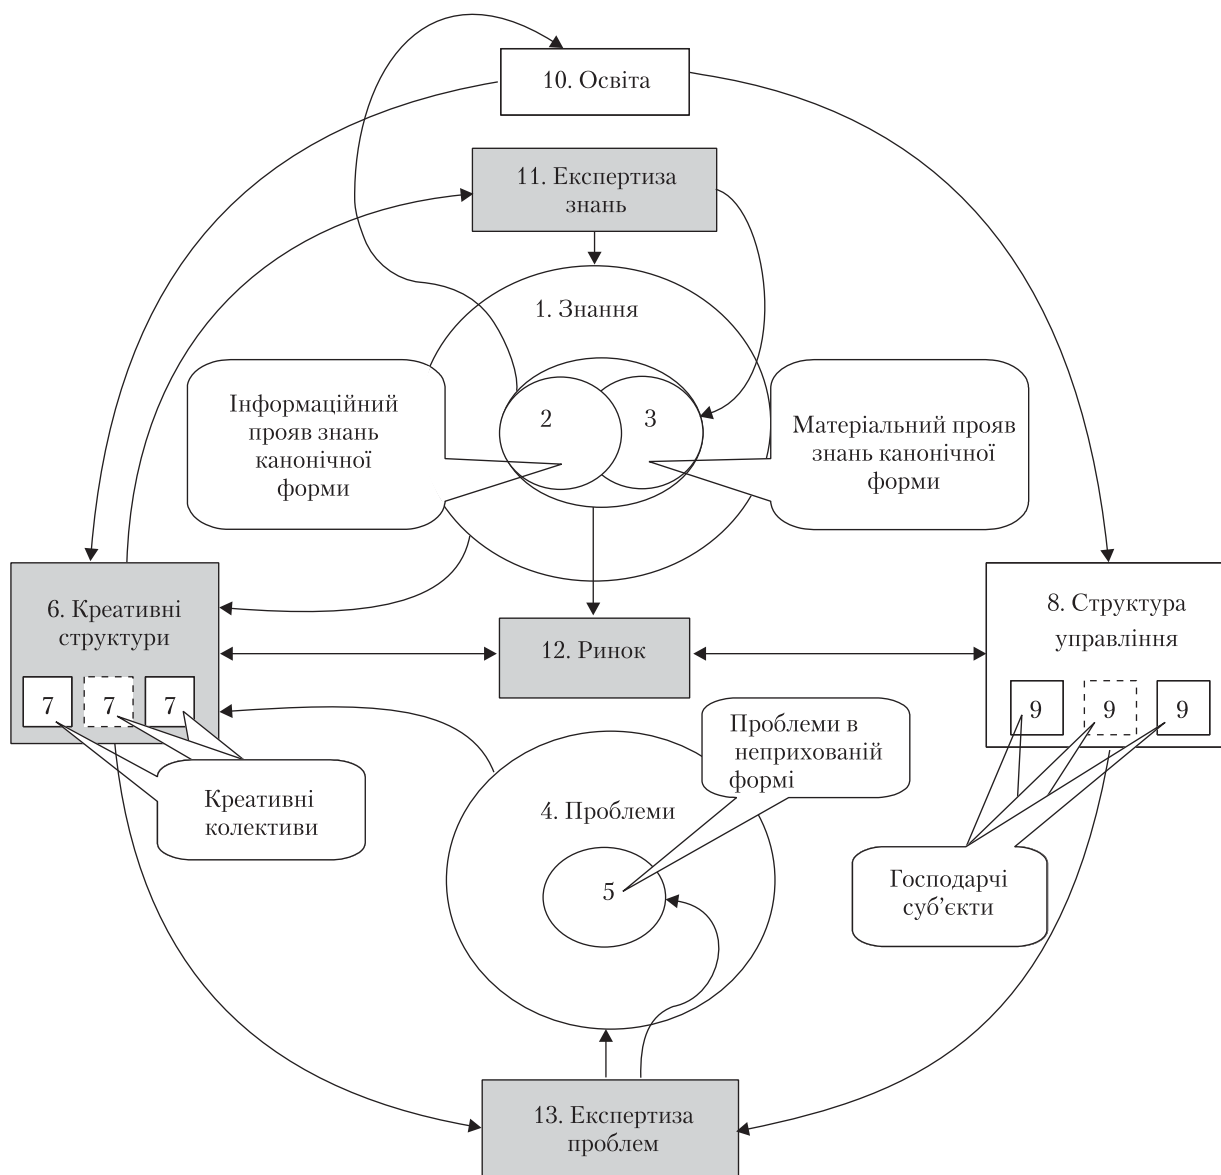 10. Освіта
11. Експертиза
знань
1. Знання
Інформаційний
прояв знань
канонічної
форми
2
3
Матеріальний прояв
знань канонічної
форми
6. Креативні
структури
7
7
7
12. Ринок
8. Структура
управління
9
9
9
Креативні
колективи
Проблеми в
неприхованій
формі
4. Проблеми
5
Господарчі
суб’єкти
13. Експертиза
проблем